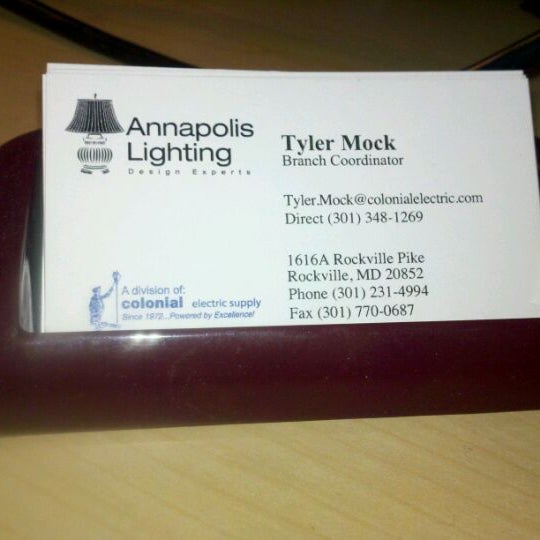 Annapolis
Lighting
Design Experts
Tyler Mock
Branch Coordinator
Tyler.Mock@colonialelectric.com
Direct (301) 348-1269
1616A Rockville Pike
Rockville, MD 20852
Phone (301) 231-4994
Fax (301) 770-0687
A division of:
colonial electric supply
Since 1972...Powered by Excellence!